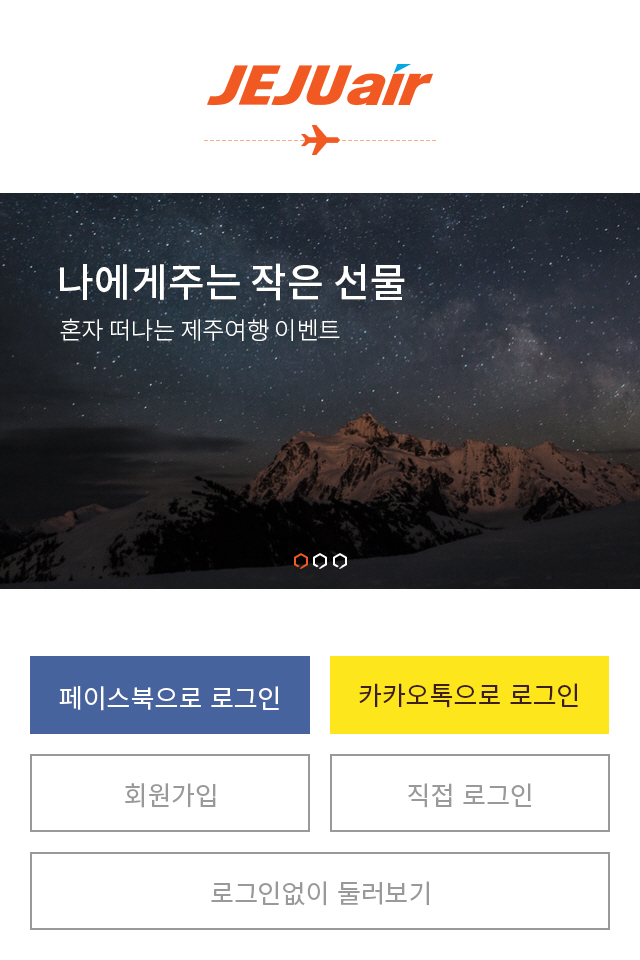 JEJUair
나에게주는 작은 선물
혼자 떠나는 제주여행 이벤트
페이스북으로 로그인
카카오톡으로 로그인
회원가입
직접 로그인
로그인없이 둘러보기